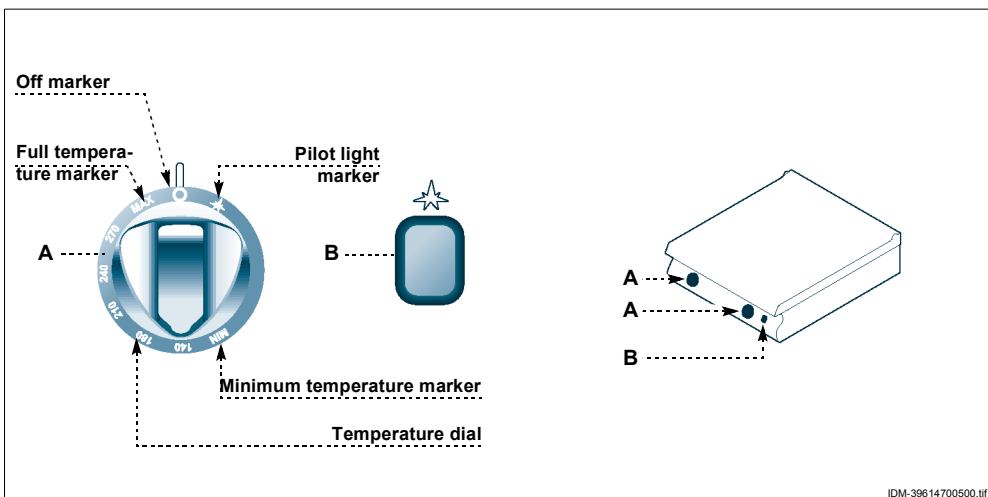 Off marker
Full tempera-
ture marker
Pilot light
marker
MAX
270
240
210
180
140
MIN
A
B
Minimum temperature marker
Temperature dial
A
A
B
IDM-39614700500.tif